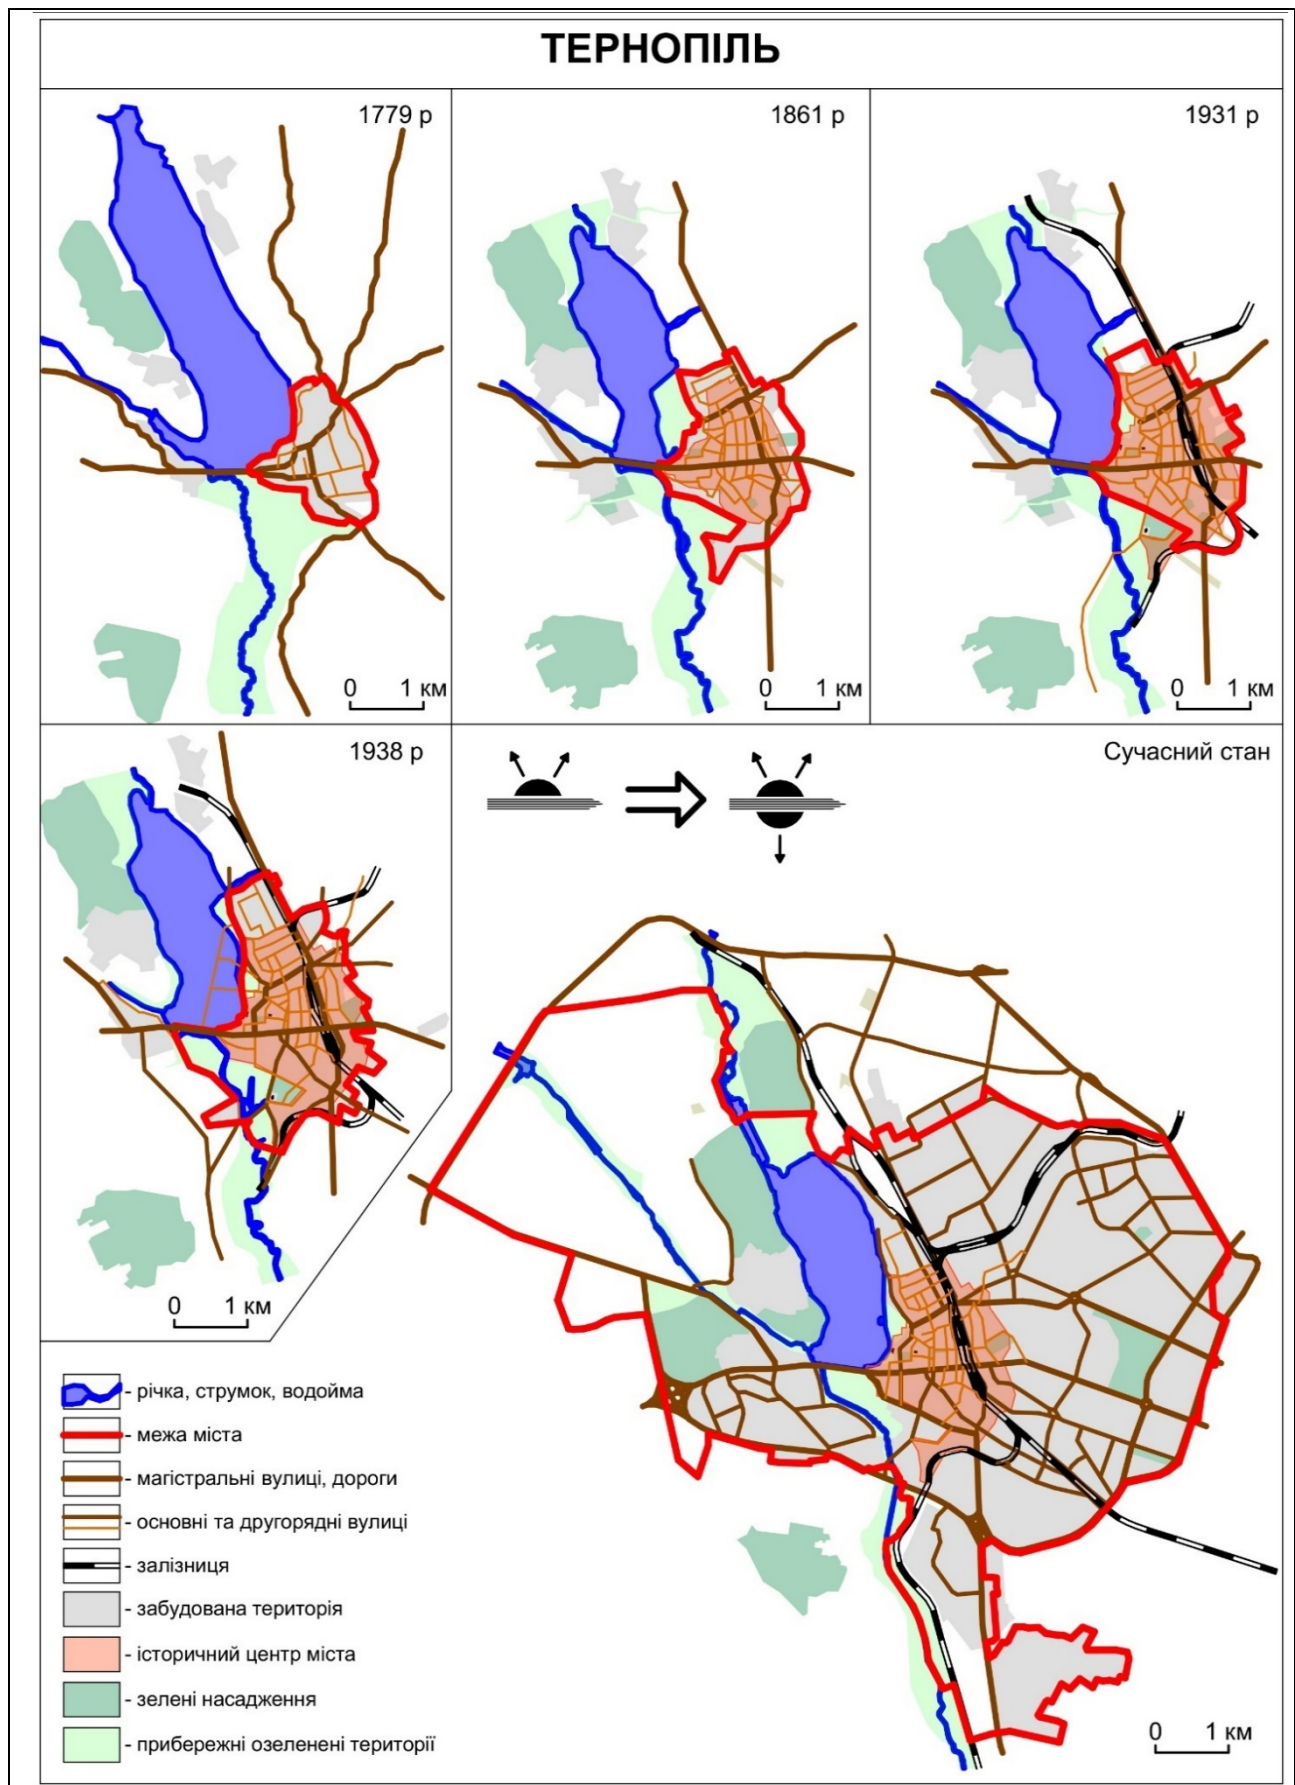 ТЕРНОПІЛЬ
1779 р
0 1 км
1861 р
0 1 км
1931 р
0 1 км
1938 р
0 1 км
Сучасний стан
0 1 км
- річка, струмок, водойма
- межа міста
- магістральні вулиці, дороги
- основні та другорядні вулиці
- залізниця
- забудована територія
- історичний центр міста
- зелені насадження
- прибережні озеленені території